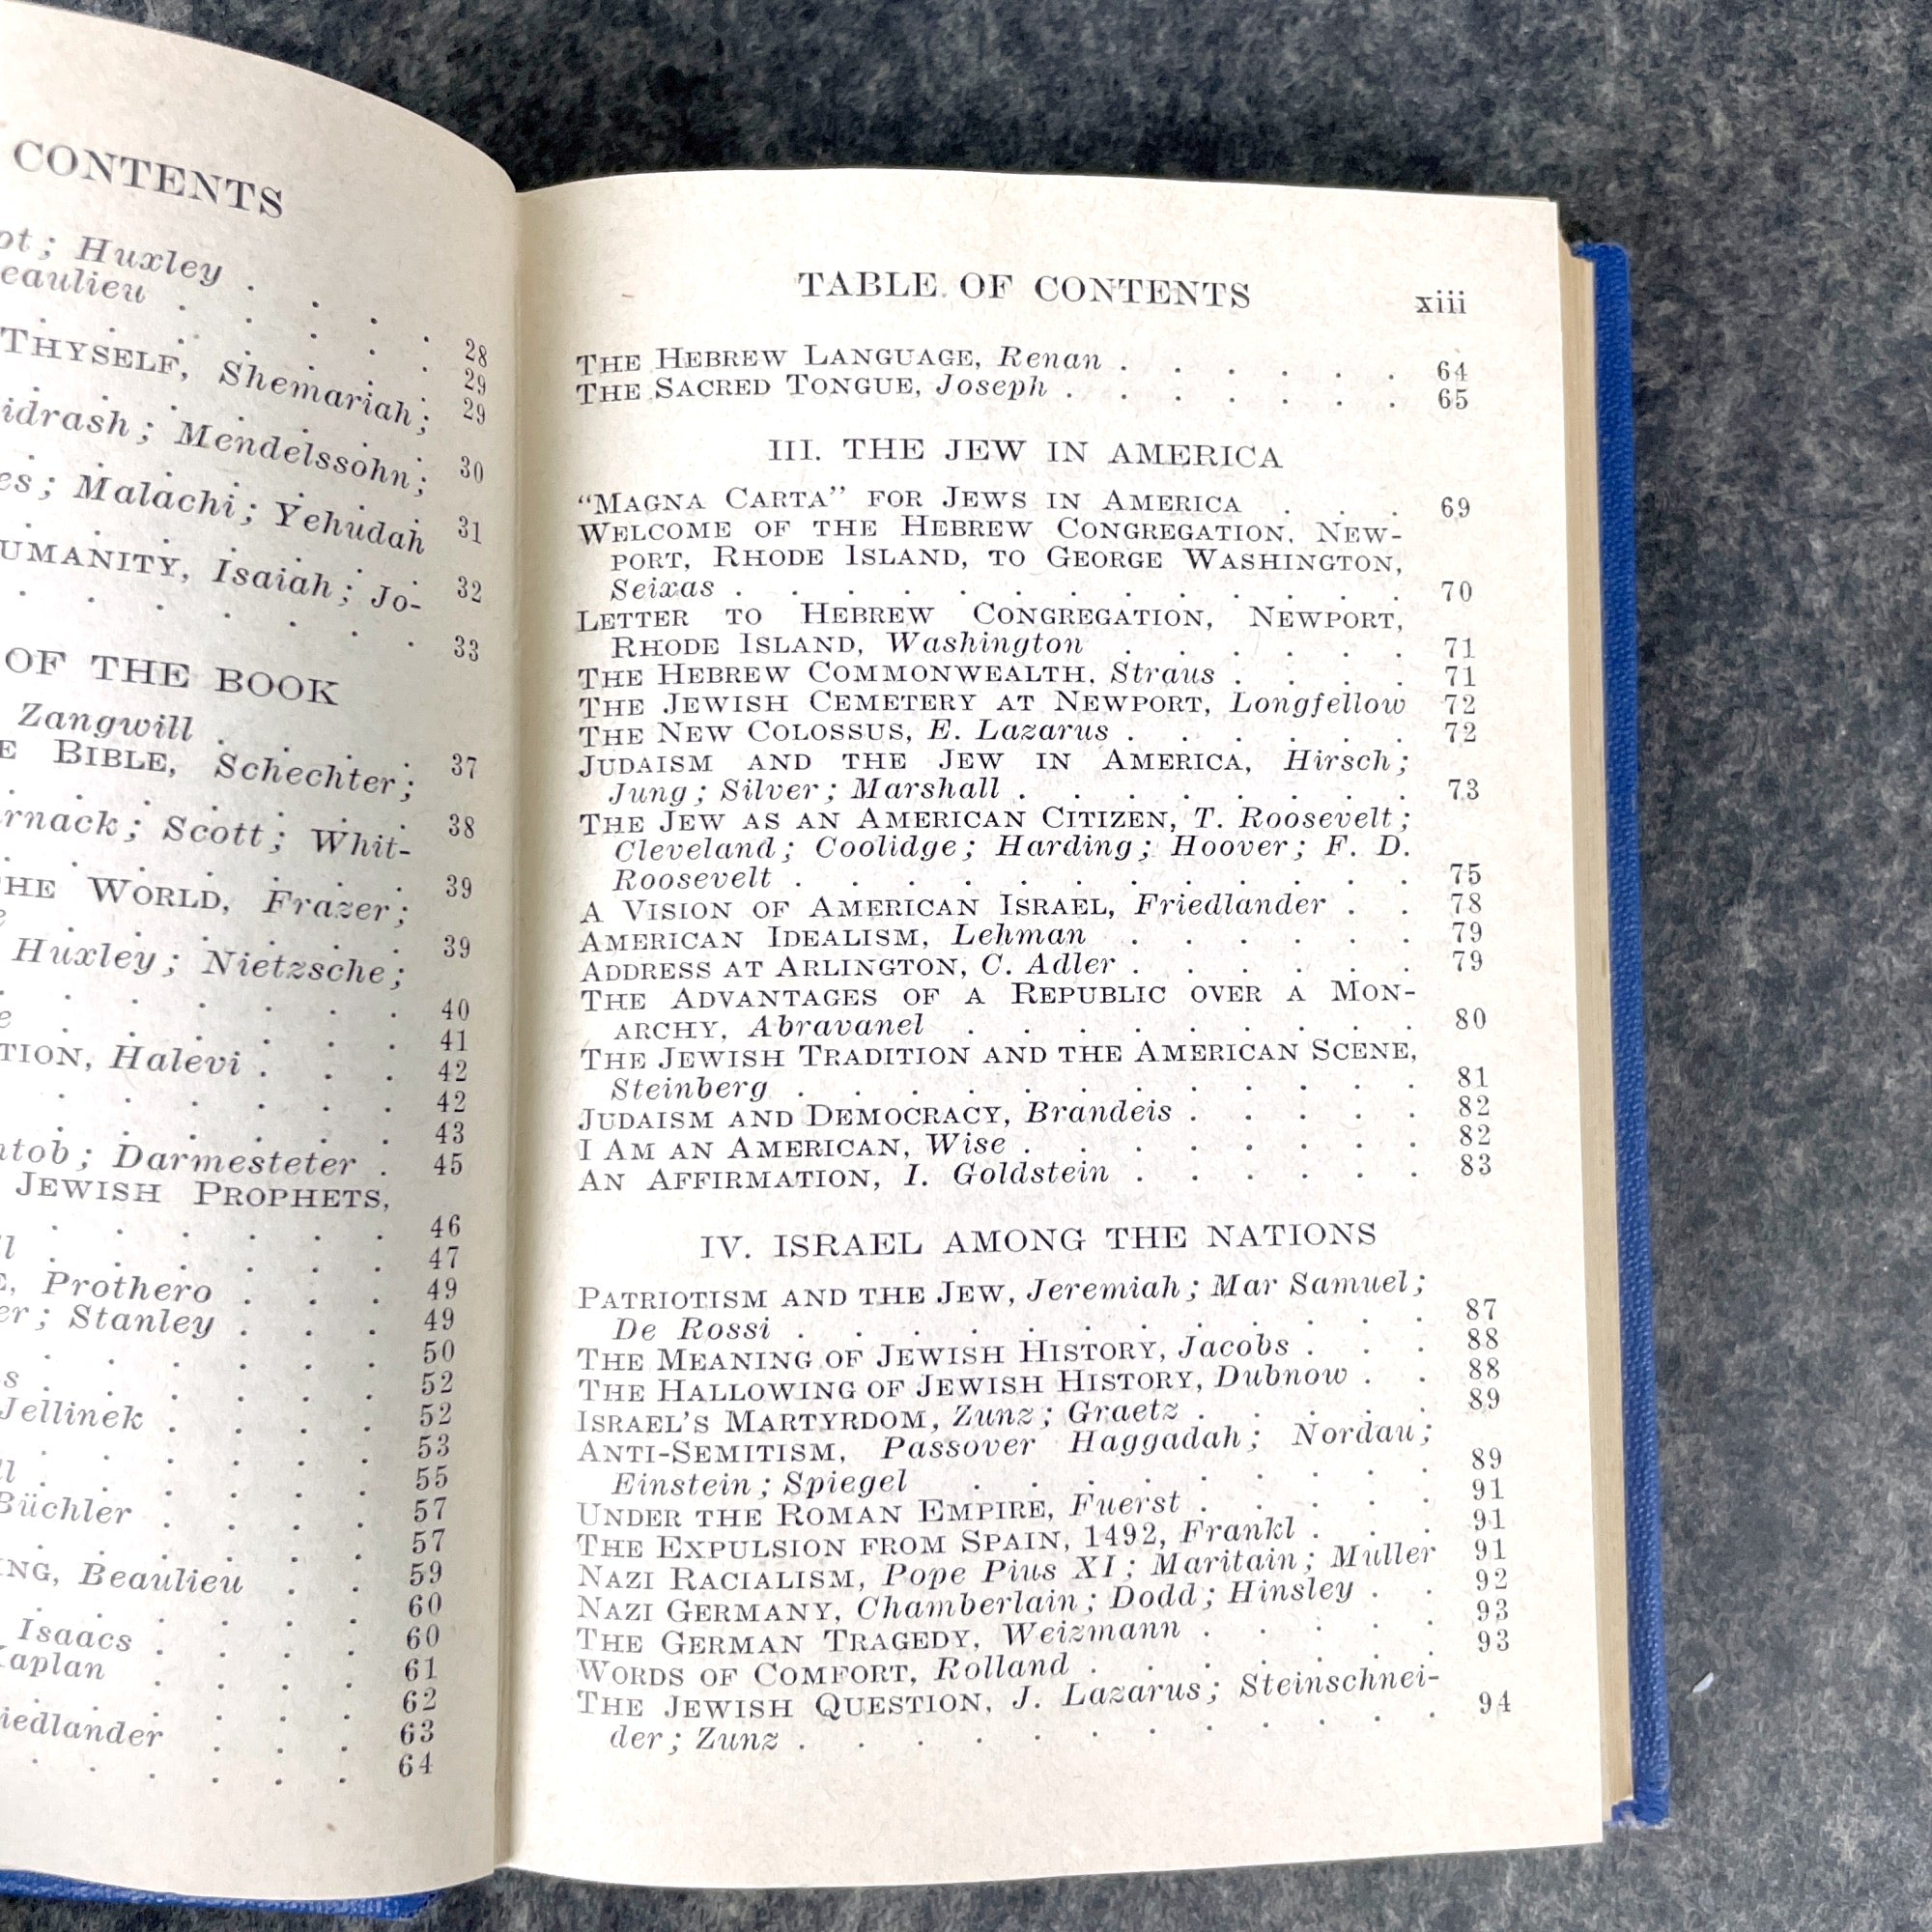 CONTENTS
; Huxley . . . . 28
eaulieu . . . . . 29
. . . . . 29
THYSELF, Shemariah;
. . . . . 30
idrash; Mendelssohn;
. . . . . 31
es; Malachi; Yehudah
. . . . . 32
UMANITY, Isaiah; Jo-
. . . . . 33
OF THE BOOK
Zangwill . . . . 37
E BIBLE, Schechter;
. . . . . 38
rnack; Scott; Whit-
. . . . . 39
THE WORLD, Frazer;
. . . . . 39
Huxley; Nietzsche;
. . . . . 40
. . . . . 41
TION, Halevi . . . 42
. . . . . 42
. . . . . 43
ntob; Darmesteter . 45
JEWISH PROPHETS,
. . . . . 46
. . . . . 47
E, Prothero . . . 49
er; Stanley . . . 49
. . . . . 50
. . . . . 52
Jellinek . . . . 52
. . . . . 53
. . . . . 55
Büchler . . . . 57
. . . . . 57
ING, Beaulieu . . 59
. . . . . 60
Isaacs . . . . 60
Kaplan . . . . 61
. . . . . 62
iedlander . . . 63
. . . . . 64
TABLE OF CONTENTS xiii
THE HEBREW LANGUAGE, Renan . . . . . . 64
THE SACRED TONGUE, Joseph . . . . . . . 65
III. THE JEW IN AMERICA
"MAGNA CARTA" FOR JEWS IN AMERICA . . . 69
WELCOME OF THE HEBREW CONGREGATION, NEW-
PORT, RHODE ISLAND, TO GEORGE WASHINGTON,
Seixas . . . . . . . . . . . . 70
LETTER TO HEBREW CONGREGATION, NEWPORT,
RHODE ISLAND, Washington . . . . . . 71
THE HEBREW COMMONWEALTH, Straus . . . . 71
THE JEWISH CEMETERY AT NEWPORT, Longfellow 72
THE NEW COLOSSUS, E. Lazarus . . . . . . 72
JUDAISM AND THE JEW IN AMERICA, Hirsch;
Jung; Silver; Marshall . . . . . . . . 73
THE JEW AS AN AMERICAN CITIZEN, T. Roosevelt;
Cleveland; Coolidge; Harding; Hoover; F. D.
Roosevelt . . . . . . . . . . . . 75
A VISION OF AMERICAN ISRAEL, Friedlander . . 78
AMERICAN IDEALISM, Lehman . . . . . . 79
ADDRESS AT ARLINGTON, C. Adler . . . . . . 79
THE ADVANTAGES OF A REPUBLIC OVER A MON-
ARCHY, Abravanel . . . . . . . . . 80
THE JEWISH TRADITION AND THE AMERICAN SCENE,
Steinberg . . . . . . . . . . . . 81
JUDAISM AND DEMOCRACY, Brandeis . . . . . 82
I AM AN AMERICAN, Wise . . . . . . . . 82
AN AFFIRMATION, I. Goldstein . . . . . . 83
IV. ISRAEL AMONG THE NATIONS
PATRIOTISM AND THE JEW, Jeremiah; Mar Samuel;
De Rossi . . . . . . . . . . . . 87
THE MEANING OF JEWISH HISTORY, Jacobs . . . 88
THE HALLOWING OF JEWISH HISTORY, Dubnow . . 88
ISRAEL'S MARTYRDOM, Zunz; Graetz . . . . . 89
ANTI-SEMITISM, Passover Haggadah; Nordau;
Einstein; Spiegel . . . . . . . . . 89
UNDER THE ROMAN EMPIRE, Fuerst . . . . . 91
THE EXPULSION FROM SPAIN, 1492, Frankl . . . 91
NAZI RACIALISM, Pope Pius XI; Maritain; Muller 91
NAZI GERMANY, Chamberlain; Dodd; Hinsley . . 92
THE GERMAN TRAGEDY, Weizmann . . . . . 93
WORDS OF COMFORT, Rolland . . . . . . . 93
THE JEWISH QUESTION, J. Lazarus; Steinschnei-
der; Zunz . . . . . . . . . . . . 94